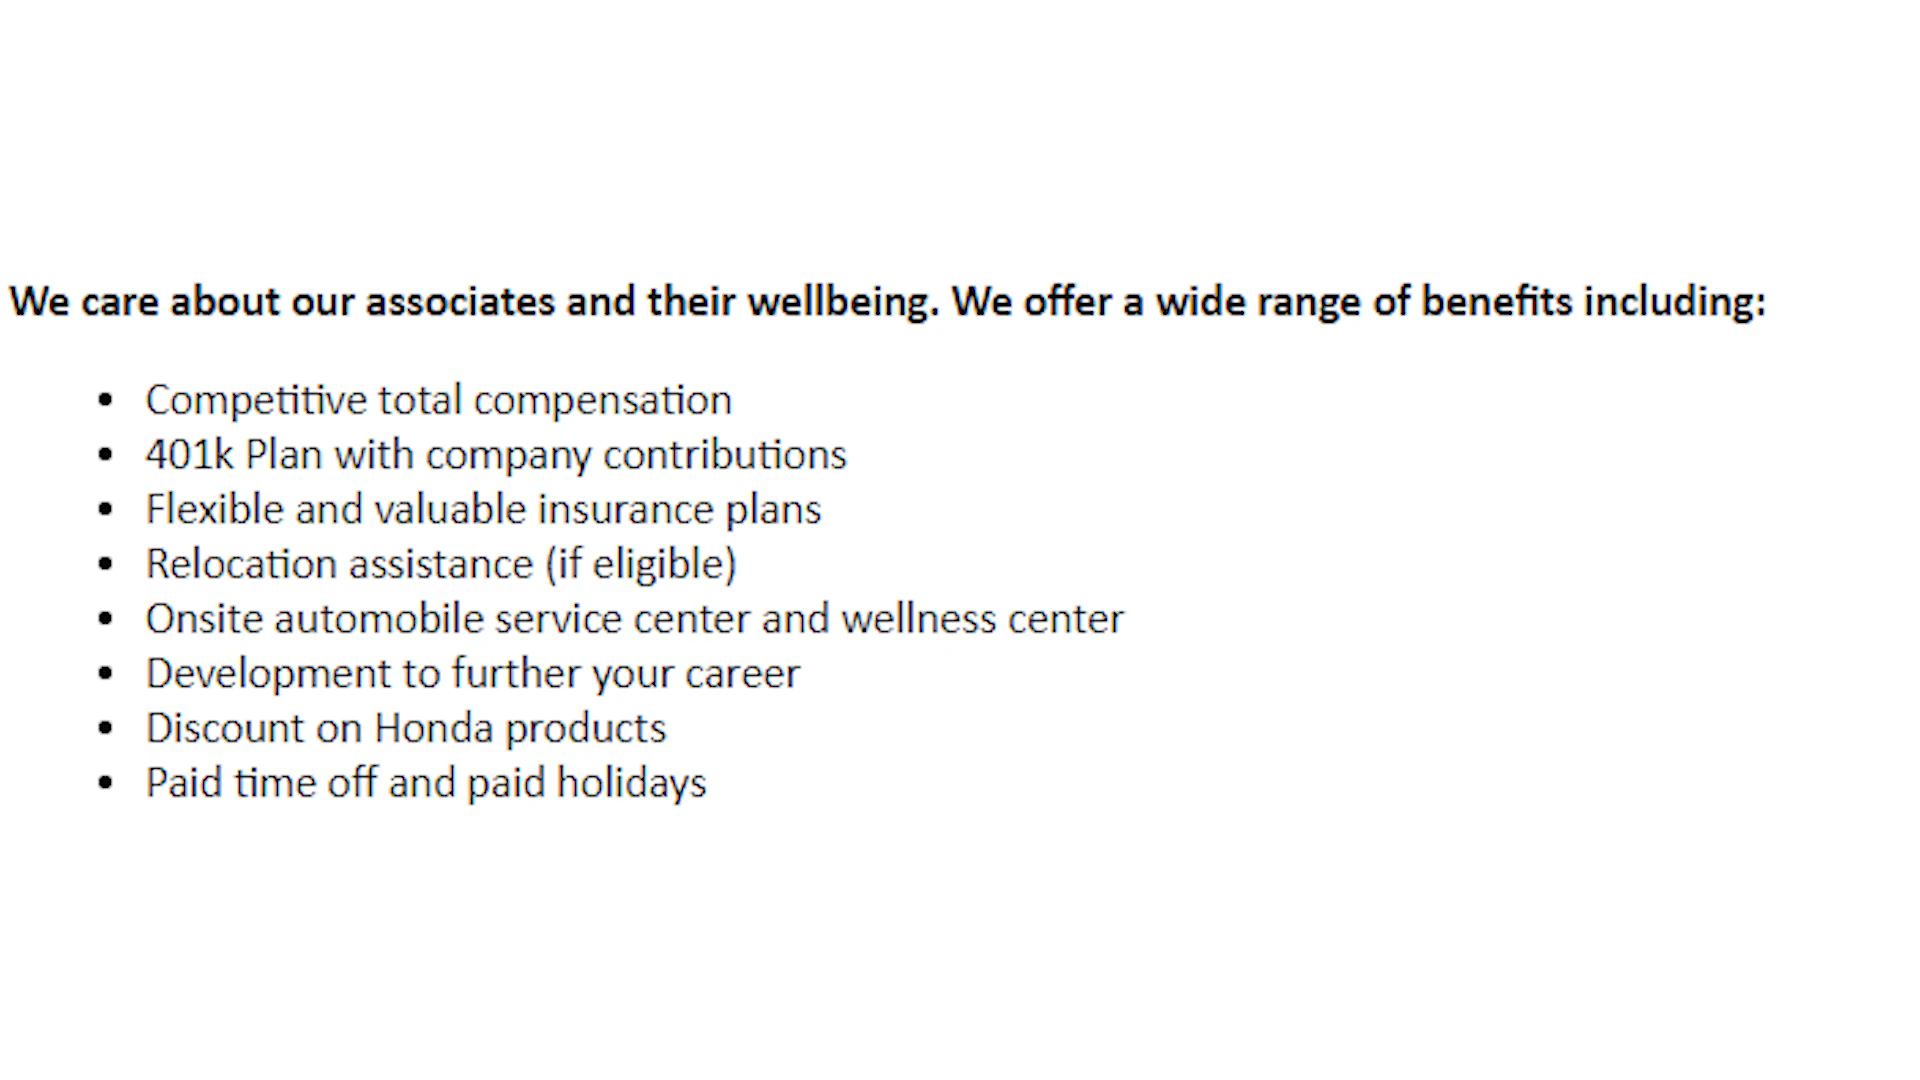 We care about our associates and their wellbeing. We offer a wide range of benefits including:
• Competitive total compensation
• 401k Plan with company contributions
• Flexible and valuable insurance plans
• Relocation assistance (if eligible)
• Onsite automobile service center and wellness center
• Development to further your career
• Discount on Honda products
• Paid time off and paid holidays